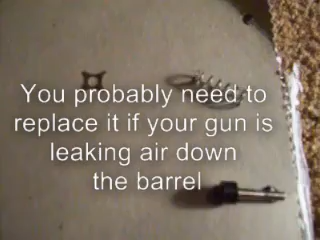 You probably need to
replace it if your gun is
leaking air down
the barrel